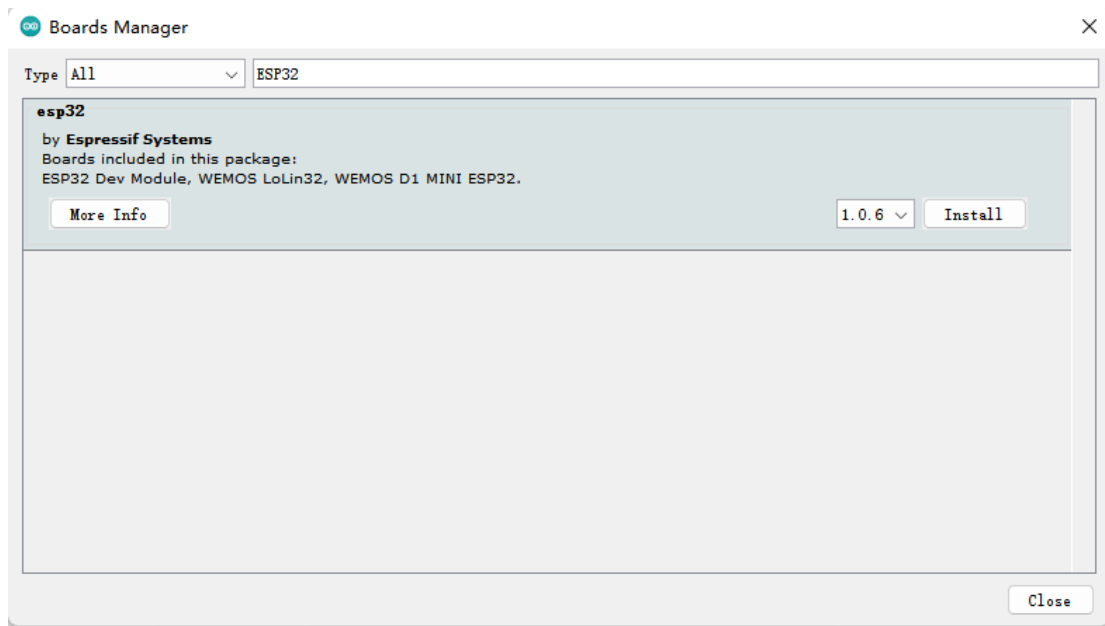 Boards Manager
Type All ESP32
esp32
by Espressif Systems
Boards included in this package:
ESP32 Dev Module, WEMOS LoLin32, WEMOS D1 MINI ESP32.
More Info 1.0.6 Install
Close